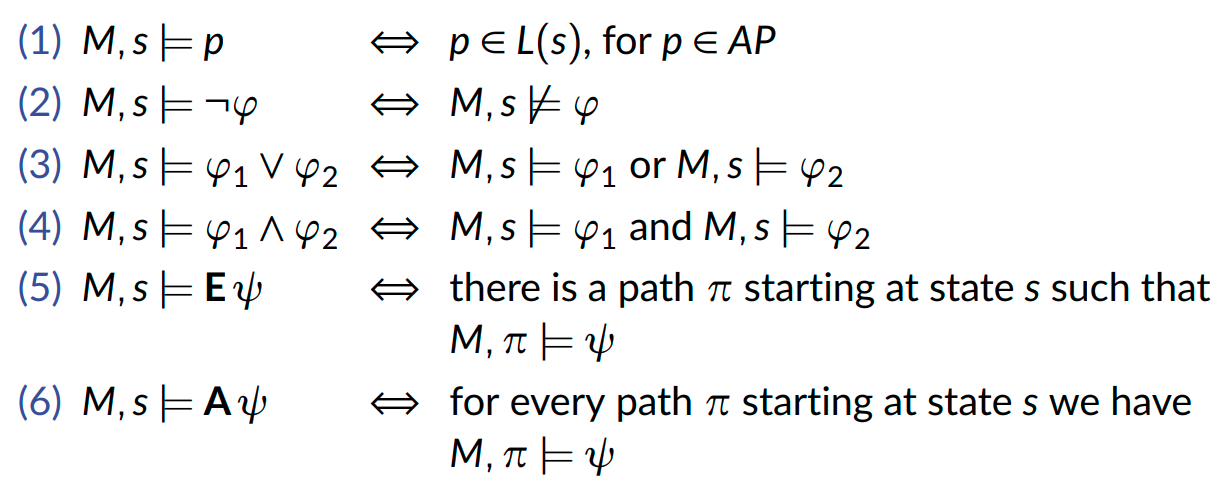 (1) M, s ⊨ p ⟺ p ∈ L(s), for p ∈ AP
(2) M, s ⊨ ¬φ ⟺ M, s ⊭ φ
(3) M, s ⊨ φ₁ ∨ φ₂ ⟺ M, s ⊨ φ₁ or M, s ⊨ φ₂
(4) M, s ⊨ φ₁ ∧ φ₂ ⟺ M, s ⊨ φ₁ and M, s ⊨ φ₂
(5) M, s ⊨ E ψ ⟺ there is a path π starting at state s such that
M, π ⊨ ψ
(6) M, s ⊨ A ψ ⟺ for every path π starting at state s we have
M, π ⊨ ψ